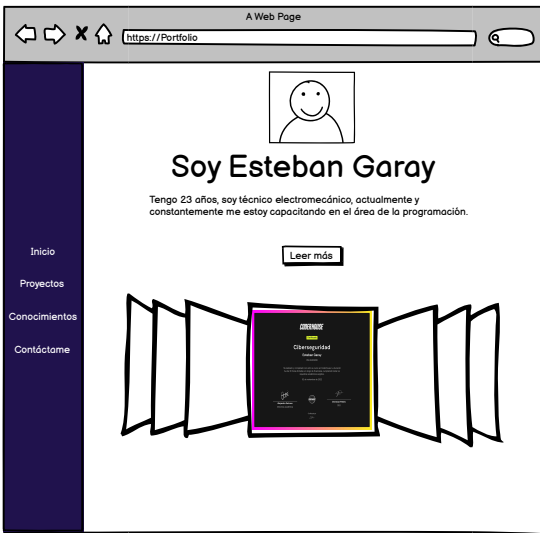 A Web Page
https://Portfolio
Soy Esteban Garay
Tengo 23 años, soy técnico electromecánico, actualmente y
constantemente me estoy capacitando en el área de la programación.
Leer más
Inicio
Proyectos
Conocimientos
Contáctame
CODERHOUSE
Ciberseguridad
Esteban Garay